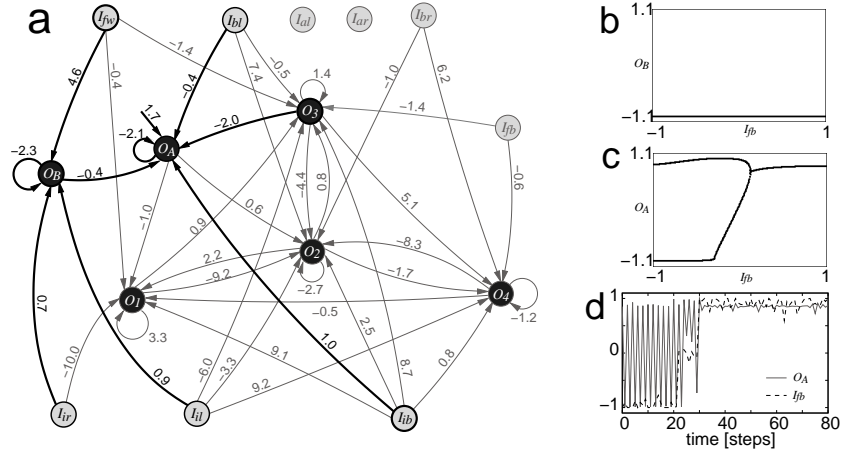 a
I_fw
I_bl
I_al
I_ar
I_br
−1.4
−0.5
1.4
4.6
−0.4
−0.4
7.4
−1.0
6.2
1.7
−2.0
O_3
−1.4
I_fb
−2.3
−2.1
O_A
O_B
−0.4
−4.4
0.8
−0.6
−1.0
0.6
0.9
5.1
2.2
O_2
−8.3
−9.2
−2.7
−1.7
O_1
O_4
0.7
3.3
−0.5
−1.2
−10.0
0.9
−6.0
−3.3
1.0
2.5
9.1
8.7
0.8
9.2
I_ir
I_il
I_ib
b
1.1
O_B
−1.1
−1
I_fb
1
c
1.1
O_A
−1.1
−1
I_fb
1
d
1
0
−1
O_A
I_fb
0
20
40
60
80
time [steps]